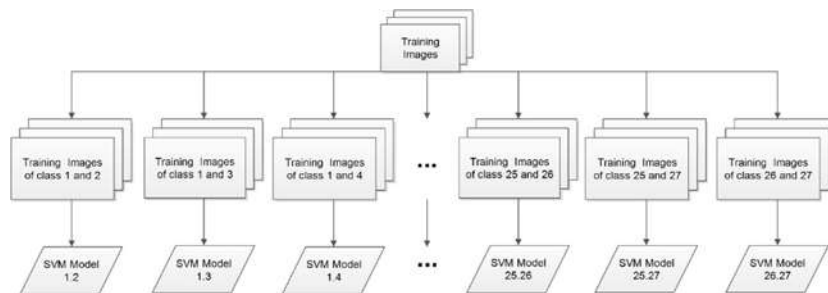 Training
Images
Training Images
of class 1 and 2
Training Images
of class 1 and 3
Training Images
of class 1 and 4
...
Training Images
of class 25 and 26
Training Images
of class 25 and 27
Training Images
of class 26 and 27
SVM Model
1.2
SVM Model
1.3
SVM Model
1.4
...
SVM Model
25.26
SVM Model
25.27
SVM Model
26.27